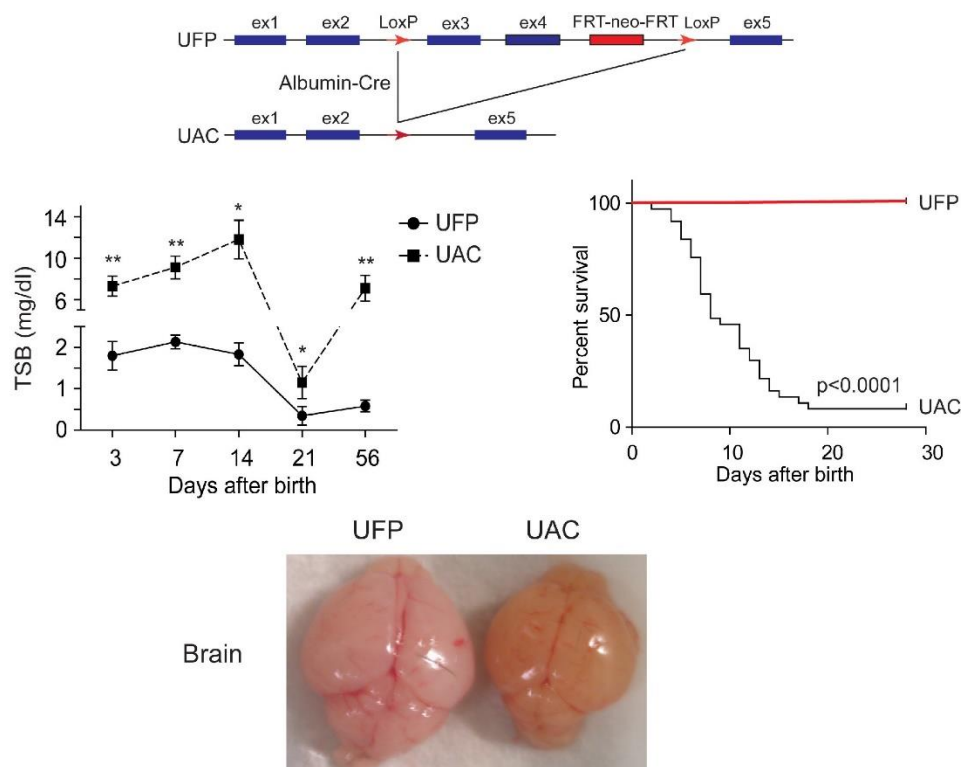 ex1 ex2 LoxP ex3 ex4 FRT-neo-FRT LoxP ex5
UFP
Albumin-Cre
ex1 ex2 ex5
UAC
14
10
6
2
1
0
TSB (mg/dl)
** ** * * **
UFP
UAC
3 7 14 21 56
Days after birth
100
50
0
Percent survival
UFP
p<0.0001
UAC
0 10 20 30
Days after birth
UFP UAC
Brain